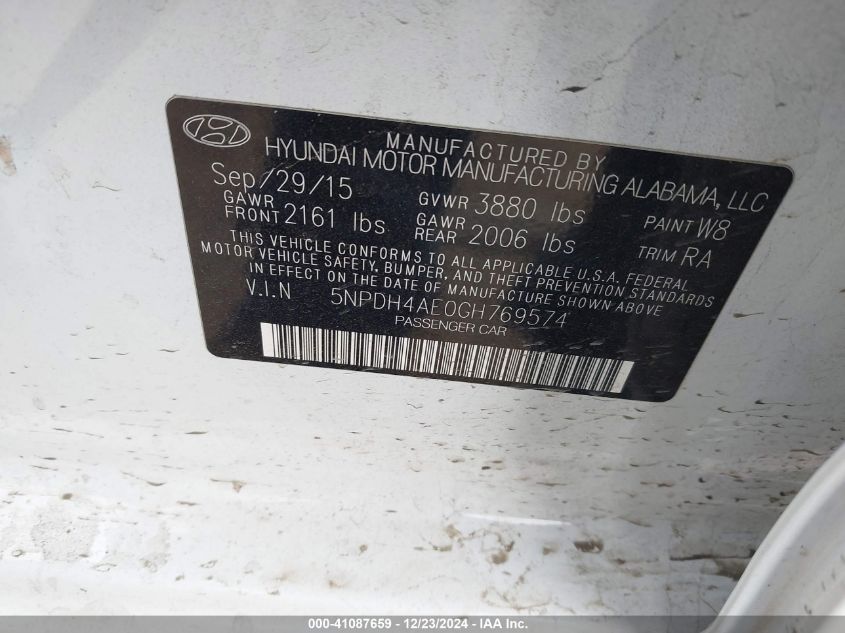 MANUFACTURED BY
HYUNDAI MOTOR MANUFACTURING ALABAMA, LLC
Sep/29/15 GVWR 3880 lbs PAINT W8
GAWR FRONT 2161 lbs GAWR REAR 2006 lbs TRIM RA
THIS VEHICLE CONFORMS TO ALL APPLICABLE U.S.A. FEDERAL
MOTOR VEHICLE SAFETY, BUMPER, AND THEFT PREVENTION STANDARDS
IN EFFECT ON THE DATE OF MANUFACTURE SHOWN ABOVE
V.I.N 5NPDH4AE0GH769574
PASSENGER CAR
000-41087659 - 12/23/2024 - IAA Inc.